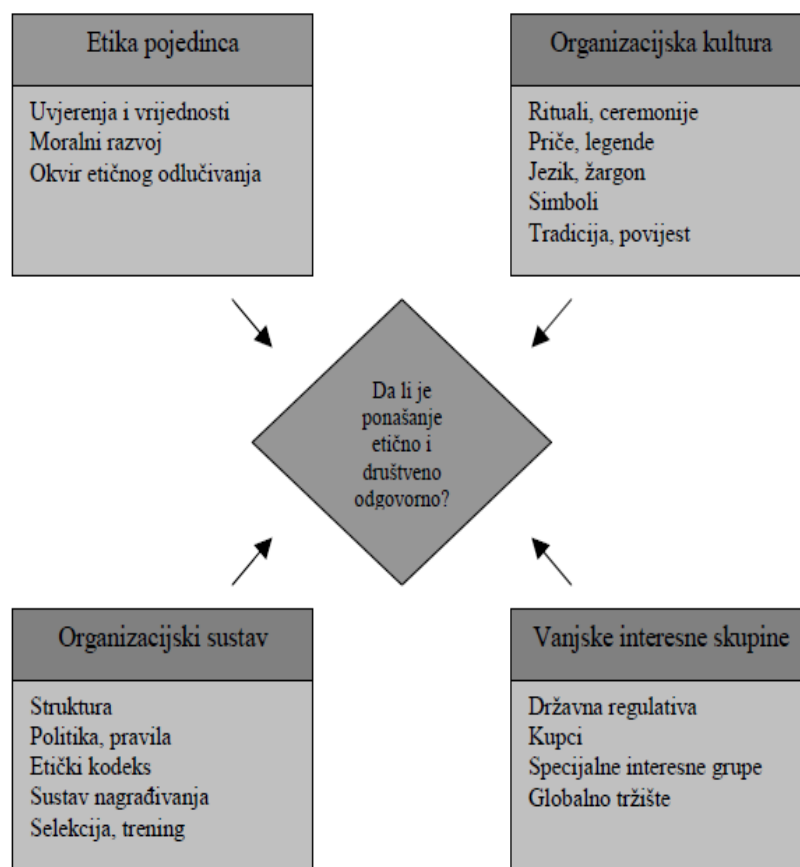 Etika pojedinca
Uvjerenja i vrijednosti
Moralni razvoj
Okvir etičnog odlučivanja
Organizacijska kultura
Rituali, ceremonije
Priče, legende
Jezik, žargon
Simboli
Tradicija, povijest
Da li je
ponašanje
etično i
društveno
odgovorno?
Organizacijski sustav
Struktura
Politika, pravila
Etički kodeks
Sustav nagrađivanja
Selekcija, trening
Vanjske interesne skupine
Državna regulativa
Kupci
Specijalne interesne grupe
Globalno tržište